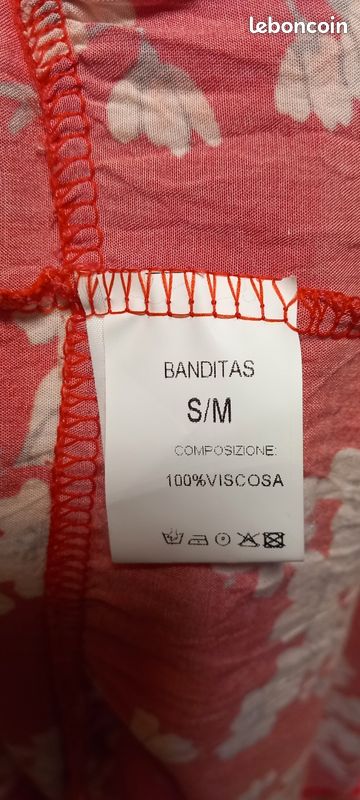 leboncoin
BANDITAS
S/M
COMPOSIZIONE:
100%VISCOSA